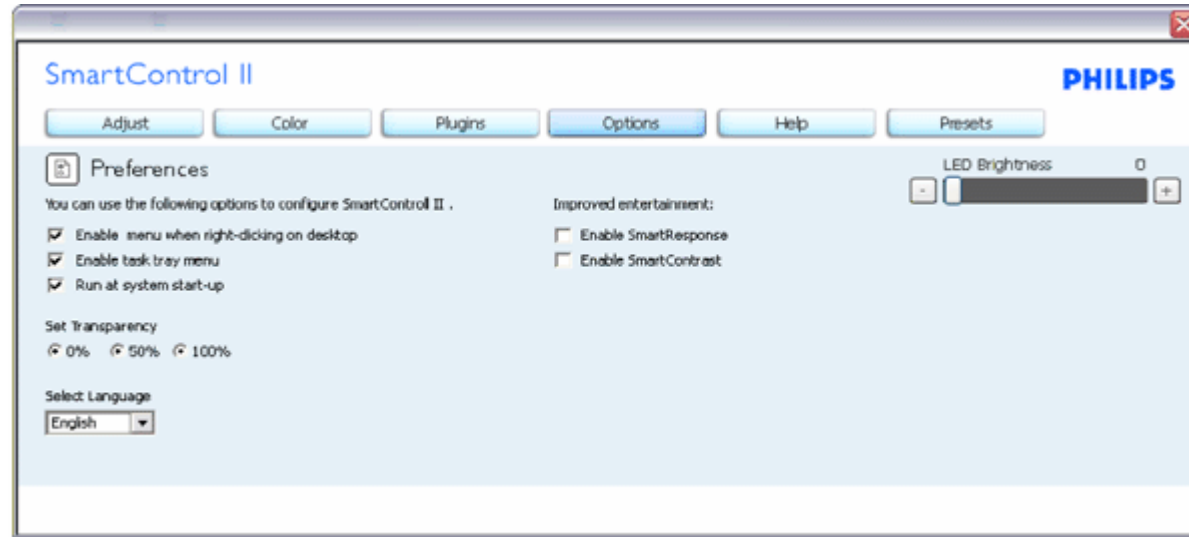 SmartControl II
PHILIPS
Adjust Color Plugins Options Help Presets
Preferences
LED Brightness 0
- +
You can use the following options to configure SmartControl II .
Enable menu when right-clicking on desktop
Enable task tray menu
Run at system start-up
Improved entertainment:
Enable SmartResponse
Enable SmartContrast
Set Transparency
0% 50% 100%
Select Language
English